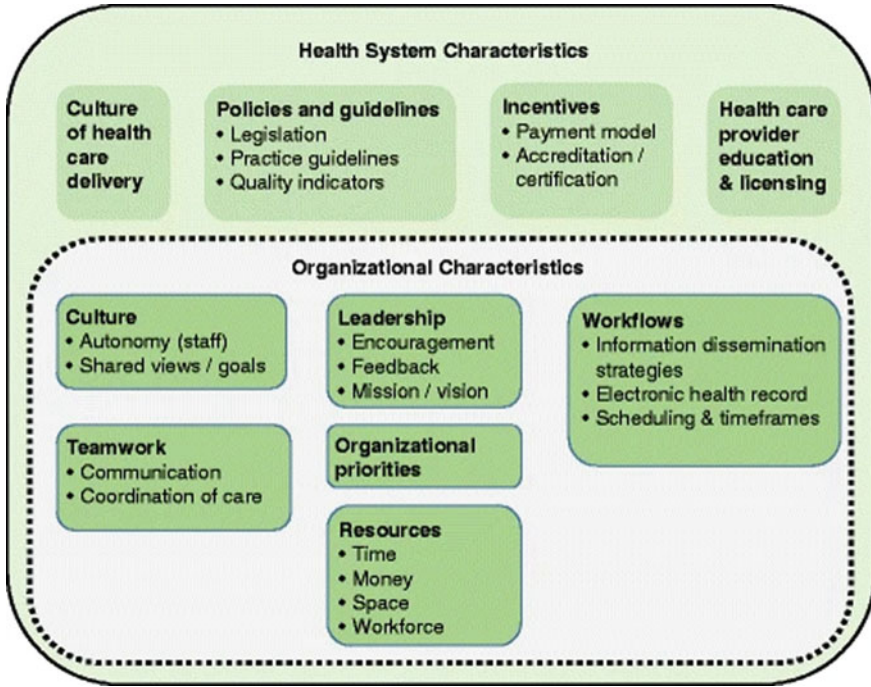 Health System Characteristics
Culture
of health
care
delivery
Policies and guidelines
• Legislation
• Practice guidelines
• Quality indicators
Incentives
• Payment model
• Accreditation /
certification
Health care
provider
education
& licensing
Organizational Characteristics
Culture
• Autonomy (staff)
• Shared views / goals
Teamwork
• Communication
• Coordination of care
Leadership
• Encouragement
• Feedback
• Mission / vision
Organizational
priorities
Resources
• Time
• Money
• Space
• Workforce
Workflows
• Information dissemination
strategies
• Electronic health record
• Scheduling & timeframes